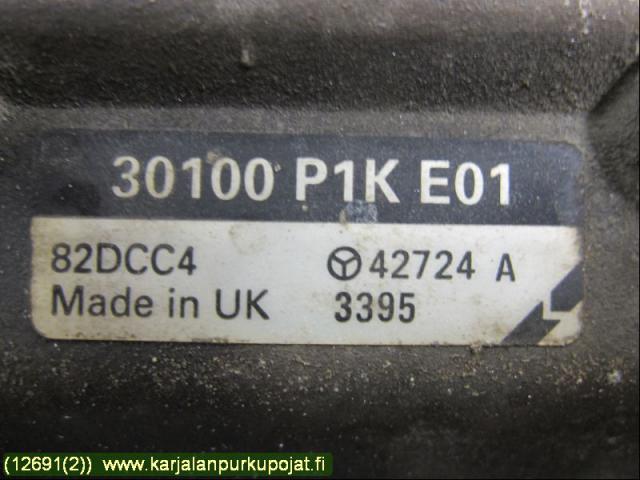 30100 P1K E01
82DCC4 42724 A
Made in UK 3395
(12691(2)) www.karjalanpurkupojat.fi